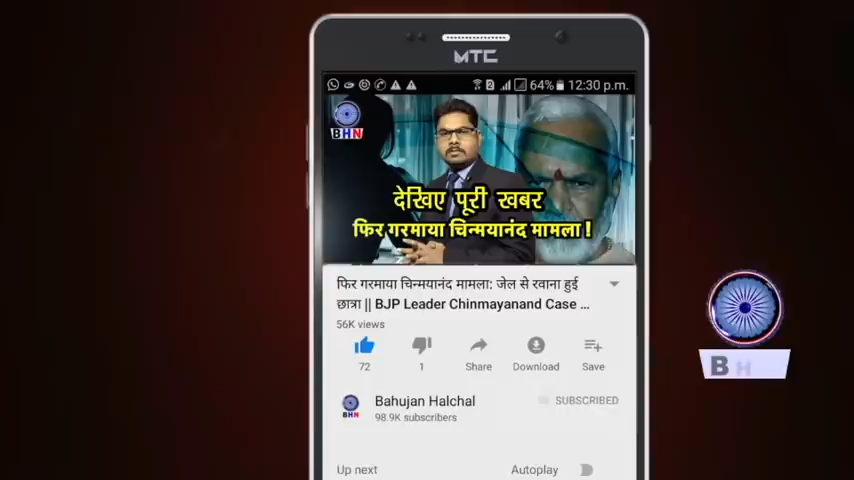 MTC
64% 12:30 p.m.
BHN
देखिए पूरी खबर
फिर गरमाया चिन्मयानंद मामला !
फिर गरमाया चिन्मयानंद मामला: जेल से रवाना हुई
छात्रा || BJP Leader Chinmayanand Case ...
56K views
72
1
Share
Download
Save
BHN
Bahujan Halchal
SUBSCRIBED
98.9K subscribers
Up next
Autoplay
B H